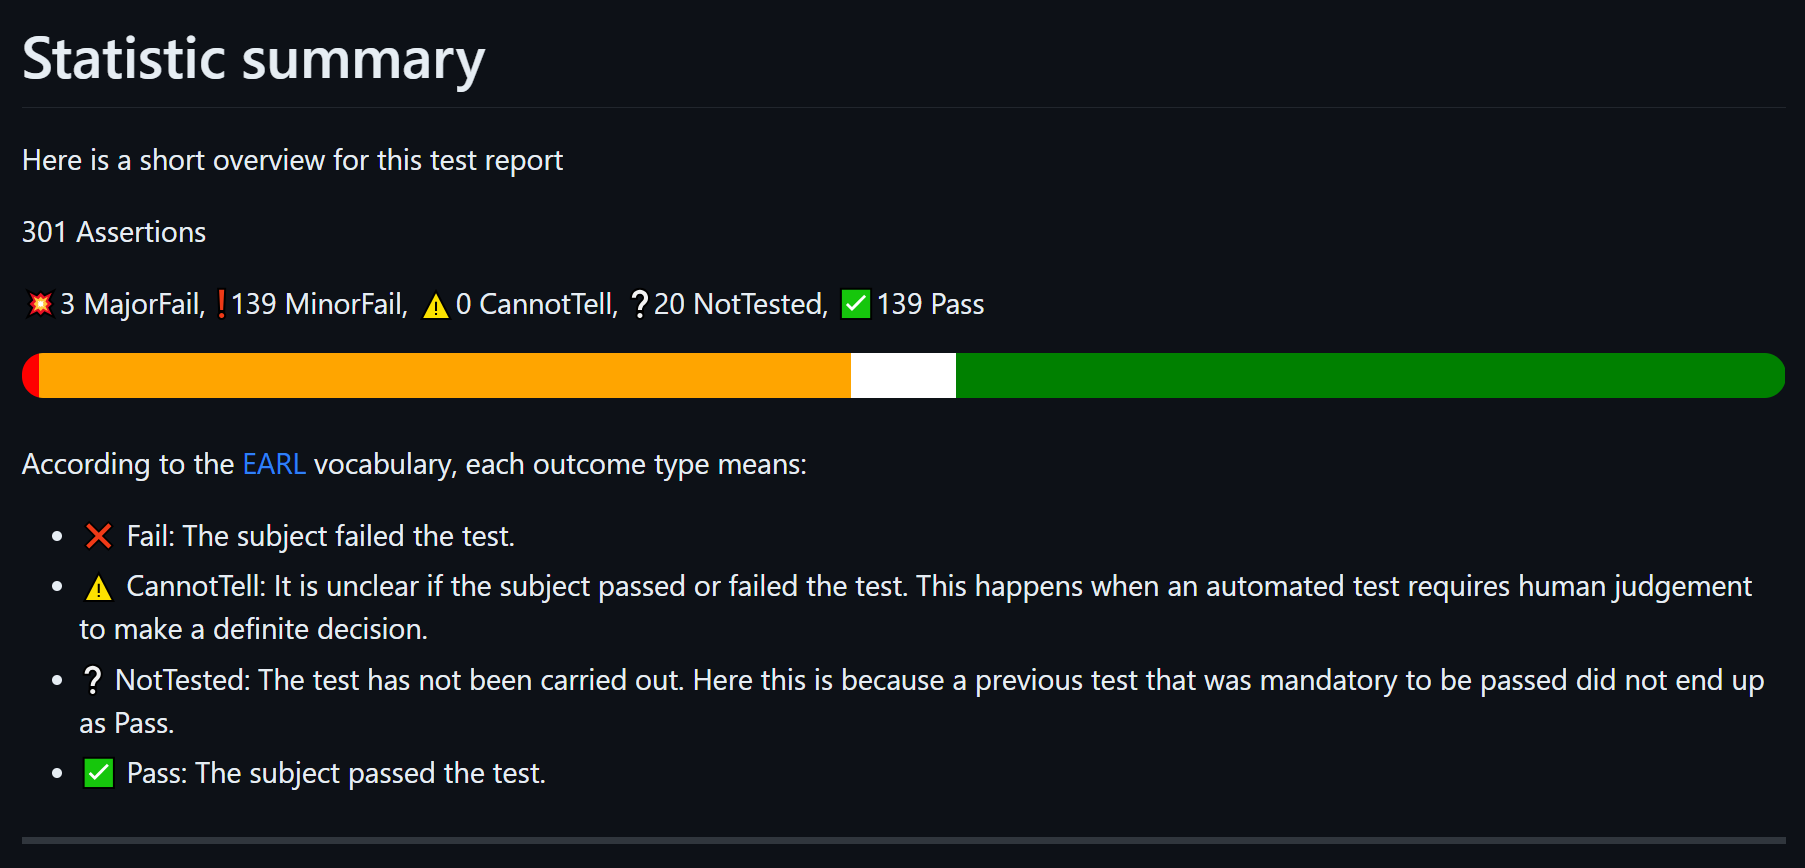 Statistic summary
Here is a short overview for this test report
301 Assertions
💥3 MajorFail, ❗139 MinorFail, ⚠️0 CannotTell, ❔20 NotTested, ✅139 Pass
According to the EARL vocabulary, each outcome type means:
• ❌ Fail: The subject failed the test.
• ⚠️ CannotTell: It is unclear if the subject passed or failed the test. This happens when an automated test requires human judgement
to make a definite decision.
• ❔ NotTested: The test has not been carried out. Here this is because a previous test that was mandatory to be passed did not end up
as Pass.
• ✅ Pass: The subject passed the test.